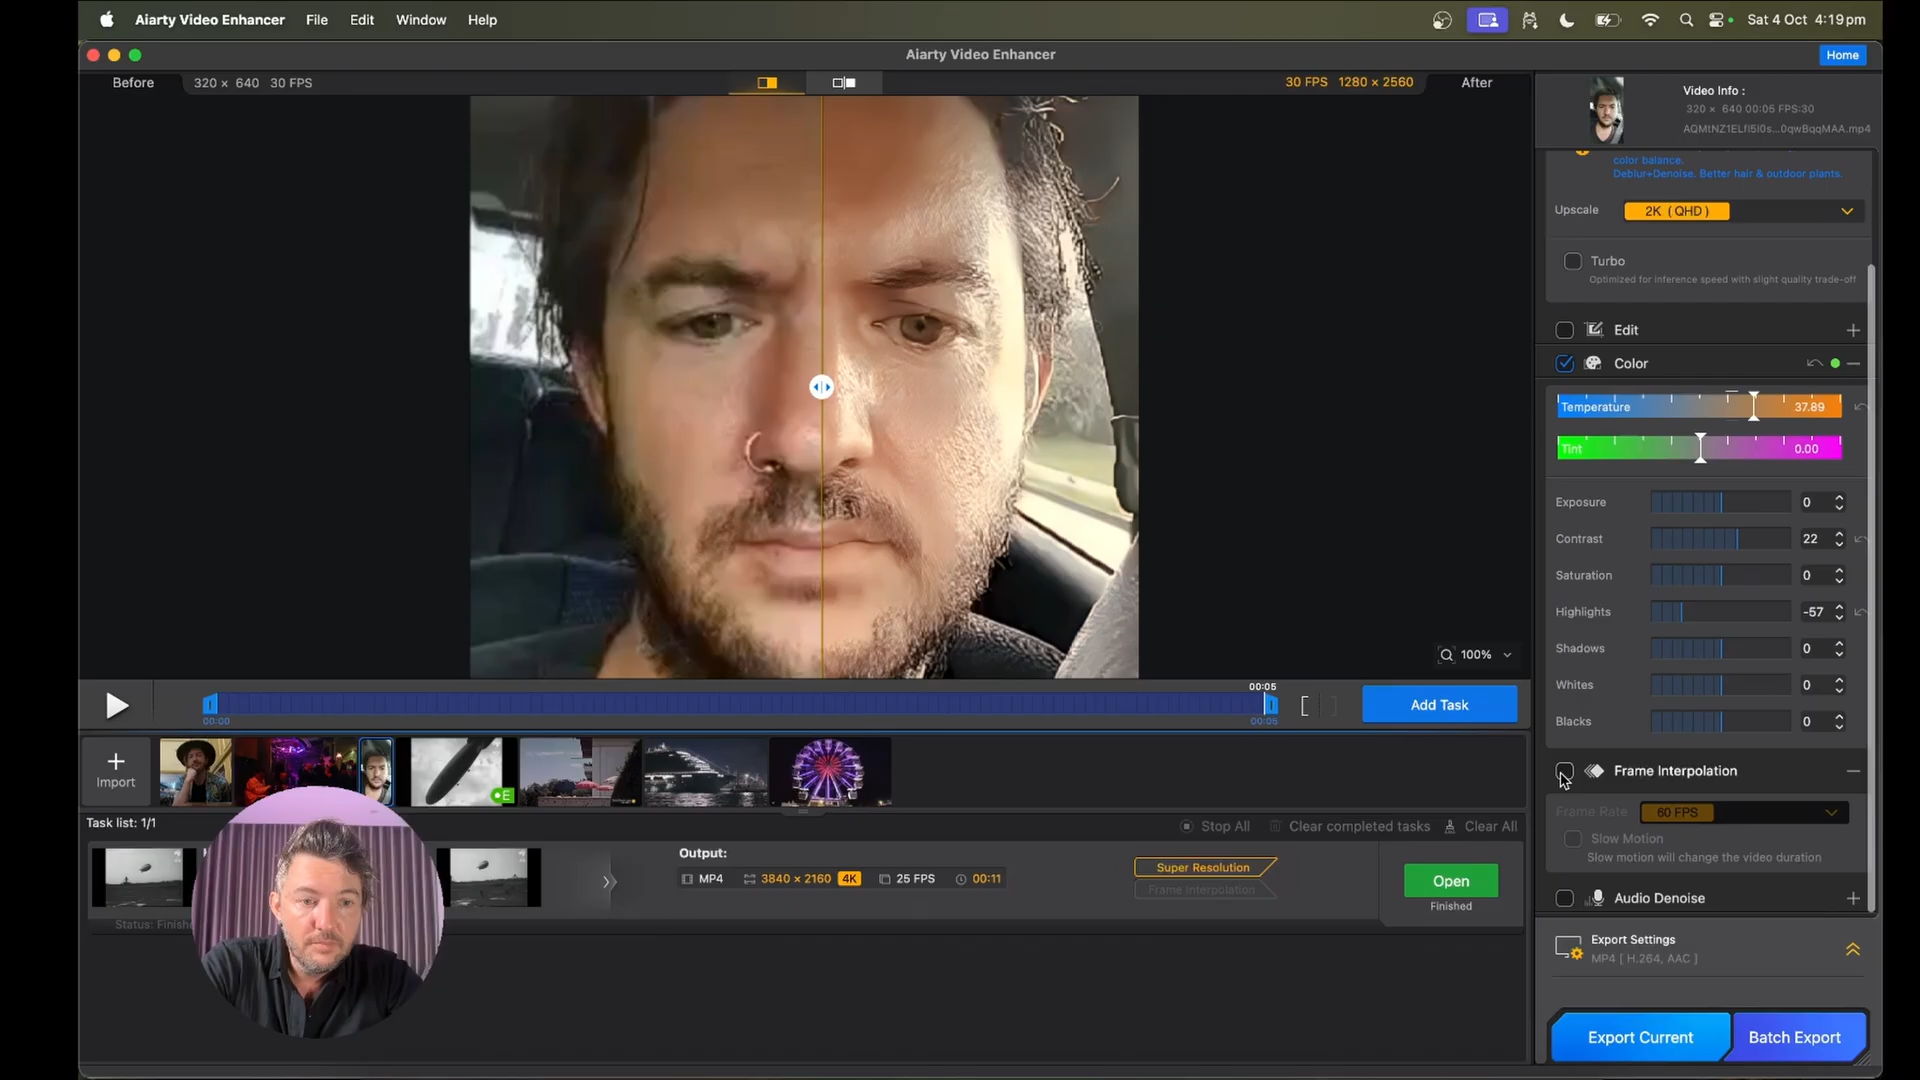 Aiarty Video Enhancer File Edit Window Help Sat 4 Oct 4:19pm
Aiarty Video Enhancer Home
Before 320 × 640 30 FPS 30 FPS 1280 × 2560 After
Video Info :
320 × 640 00:05 FPS:30
AQMtNZ1ELfI5I0s...0qwBqqMAA.mp4
color balance.
Deblur+Denoise. Better hair & outdoor plants.
Upscale 2K ( QHD )
Turbo
Optimized for inference speed with slight quality trade-off
Edit
Color
Temperature 37.89
Tint 0.00
Exposure 0
Contrast 22
Saturation 0
Highlights -57
Shadows 0
Whites 0
Blacks 0
100%
00:05
00:00 00:05
Add Task
Import
E
Frame Interpolation
Frame Rate 60 FPS
Slow Motion
Slow motion will change the video duration
Audio Denoise
Task list: 1/1 Stop All Clear completed tasks Clear All
Output:
MP4 3840 × 2160 4K 25 FPS 00:11
Super Resolution
Frame Interpolation
Open
Finished
Export Settings
MP4 [ H.264, AAC ]
Export Current Batch Export